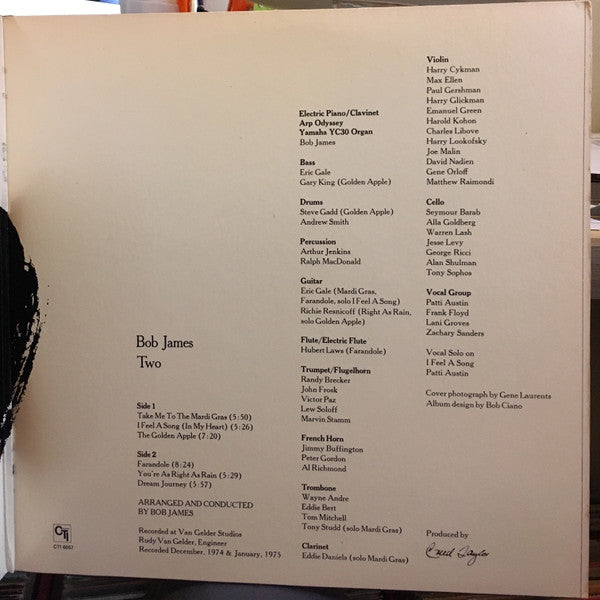 Bob James
Two
Side 1
Take Me To The Mardi Gras (5:50)
I Feel A Song (In My Heart) (5:26)
The Golden Apple (7:20)
Side 2
Farandole (8:24)
You're As Right As Rain (5:29)
Dream Journey (5:57)
ARRANGED AND CONDUCTED
BY BOB JAMES
Recorded at Van Gelder Studios
Rudy Van Gelder, Engineer
Recorded December, 1974 & January, 1975
CTI
CTI 6057
Electric Piano/Clavinet
Arp Odyssey
Yamaha YC30 Organ
Bob James
Bass
Eric Gale
Gary King (Golden Apple)
Drums
Steve Gadd (Golden Apple)
Andrew Smith
Percussion
Arthur Jenkins
Ralph MacDonald
Guitar
Eric Gale (Mardi Gras,
Farandole, solo I Feel A Song)
Richie Resnicoff (Right As Rain,
solo Golden Apple)
Flute/Electric Flute
Hubert Laws (Farandole)
Trumpet/Flugelhorn
Randy Brecker
John Frosk
Victor Paz
Lew Soloff
Marvin Stamm
French Horn
Jimmy Buffington
Peter Gordon
Al Richmond
Trombone
Wayne Andre
Eddie Bert
Tom Mitchell
Tony Studd (solo Mardi Gras)
Clarinet
Eddie Daniels (solo Mardi Gras)
Violin
Harry Cykman
Max Ellen
Paul Gershman
Harry Glickman
Emanuel Green
Harold Kohon
Charles Libove
Harry Lookofsky
Joe Malin
David Nadien
Gene Orloff
Matthew Raimondi
Cello
Seymour Barab
Alla Goldberg
Warren Lash
Jesse Levy
George Ricci
Alan Shulman
Tony Sophos
Vocal Group
Patti Austin
Frank Floyd
Lani Groves
Zachary Sanders
Vocal Solo on
I Feel A Song
Patti Austin
Cover photograph by Gene Laurents
Album design by Bob Ciano
Produced by
Creed Taylor